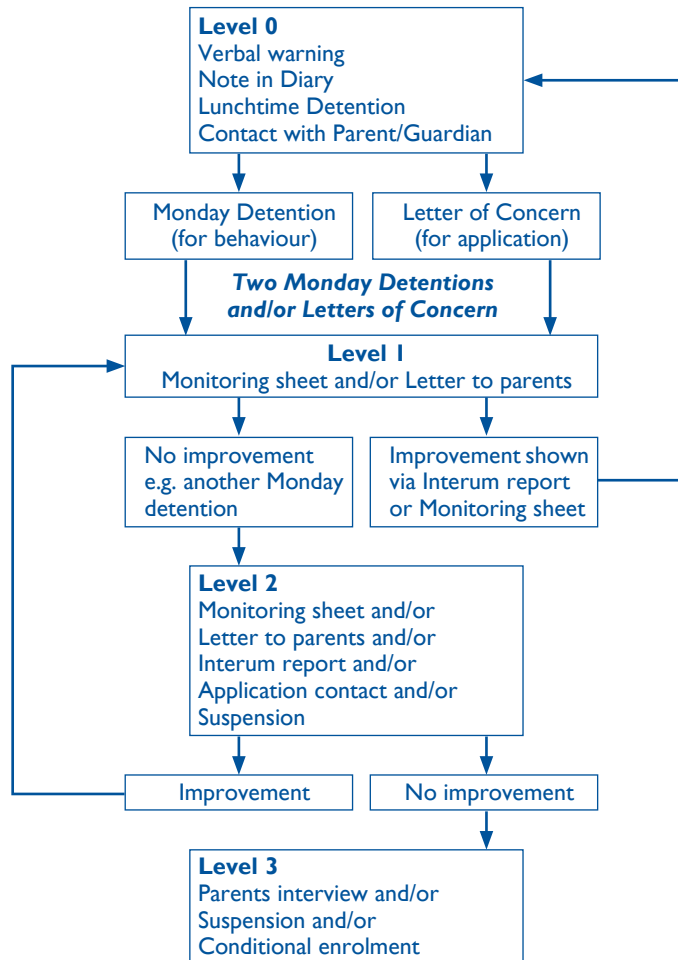 Level 0
Verbal warning
Note in Diary
Lunchtime Detention
Contact with Parent/Guardian
Monday Detention
(for behaviour)
Letter of Concern
(for application)
Two Monday Detentions
and/or Letters of Concern
Level 1
Monitoring sheet and/or Letter to parents
No improvement
e.g. another Monday
detention
Improvement shown
via Interum report
or Monitoring sheet
Level 2
Monitoring sheet and/or
Letter to parents and/or
Interum report and/or
Application contact and/or
Suspension
Improvement
No improvement
Level 3
Parents interview and/or
Suspension and/or
Conditional enrolment